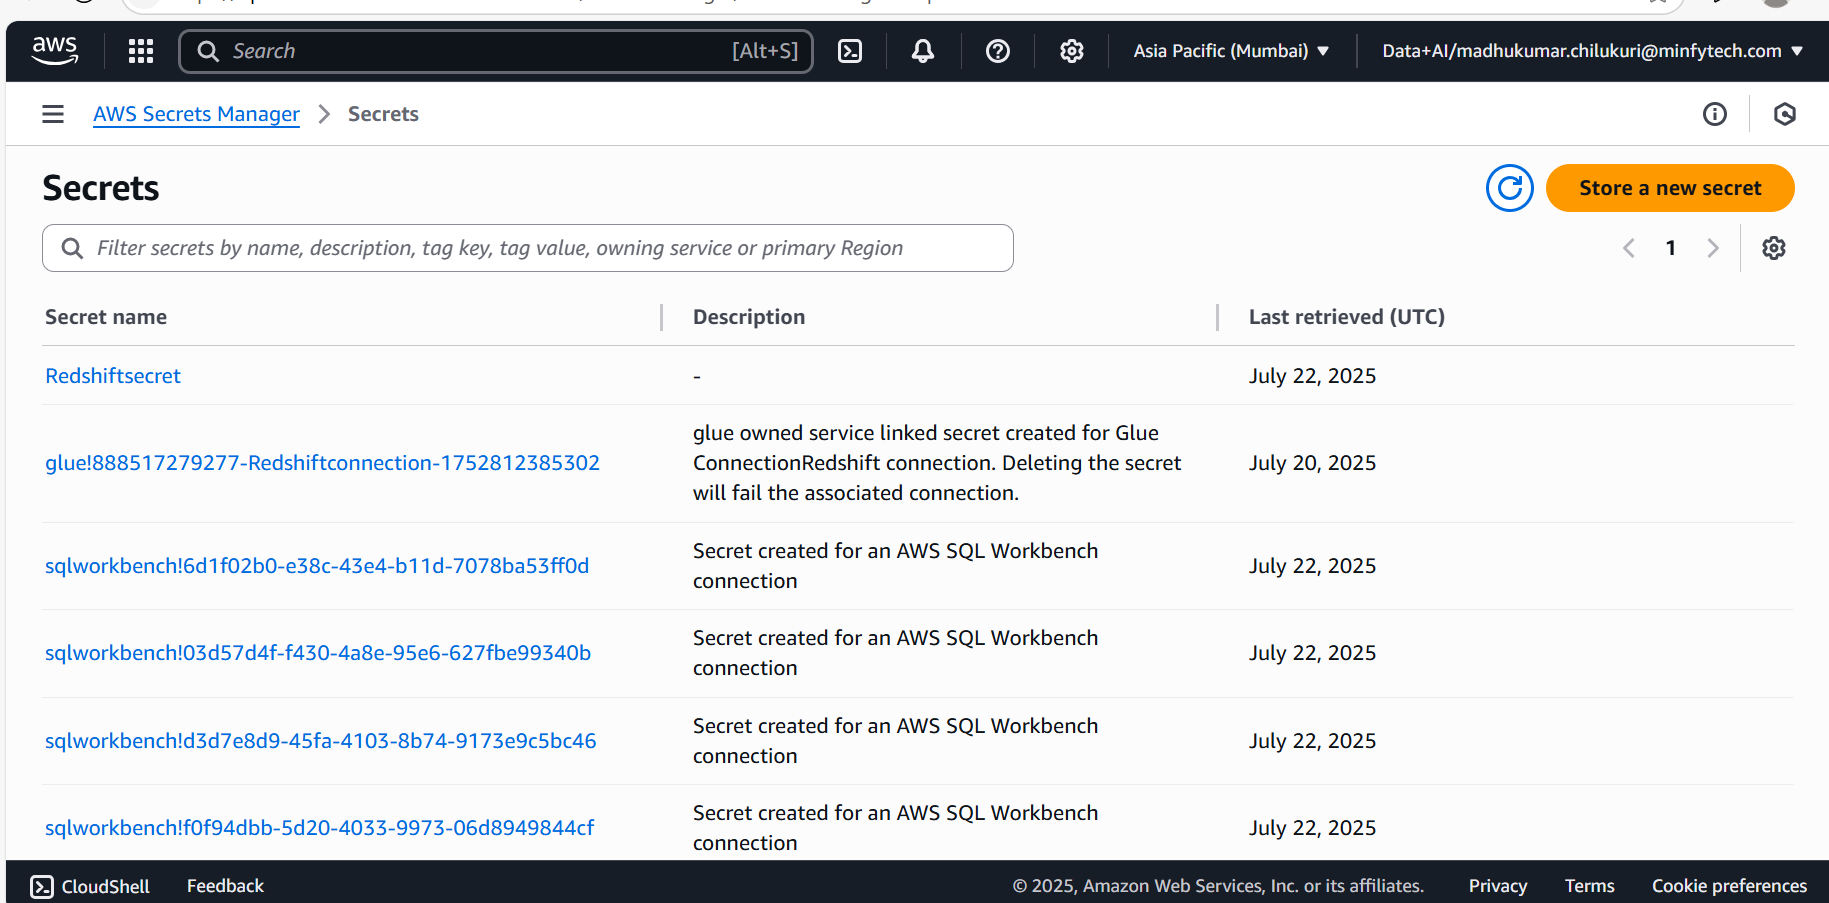 aws
Search [Alt+S]
Asia Pacific (Mumbai)
Data+AI/madhukumar.chilukuri@minfytech.com
AWS Secrets Manager
Secrets
Secrets
Store a new secret
Filter secrets by name, description, tag key, tag value, owning service or primary Region
1
Secret name Description Last retrieved (UTC)
Redshiftsecret - July 22, 2025
glue!888517279277-Redshiftconnection-1752812385302
glue owned service linked secret created for Glue
ConnectionRedshift connection. Deleting the secret
will fail the associated connection.
July 20, 2025
sqlworkbench!6d1f02b0-e38c-43e4-b11d-7078ba53ff0d
Secret created for an AWS SQL Workbench
connection
July 22, 2025
sqlworkbench!03d57d4f-f430-4a8e-95e6-627fbe99340b
Secret created for an AWS SQL Workbench
connection
July 22, 2025
sqlworkbench!d3d7e8d9-45fa-4103-8b74-9173e9c5bc46
Secret created for an AWS SQL Workbench
connection
July 22, 2025
sqlworkbench!f0f94dbb-5d20-4033-9973-06d8949844cf
Secret created for an AWS SQL Workbench
connection
July 22, 2025
CloudShell Feedback © 2025, Amazon Web Services, Inc. or its affiliates. Privacy Terms Cookie preferences